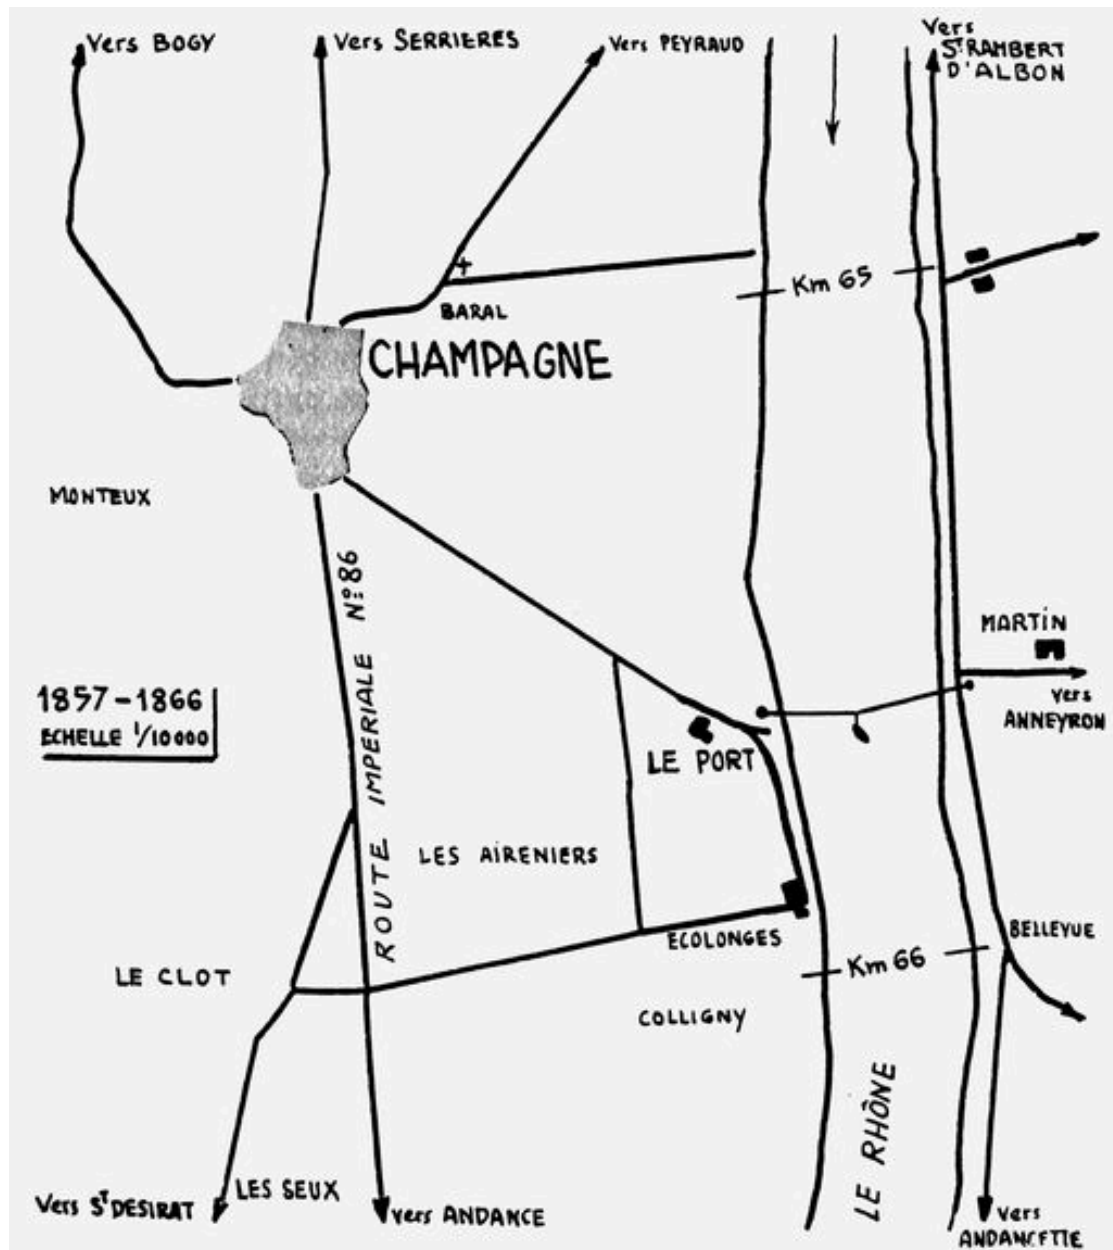 Vers BOGY
Vers SERRIERES
Vers PEYRAUD
Vers
S^T RAMBERT
D'ALBON
Km 65
BARAL
CHAMPAGNE
MONTEUX
ROUTE IMPERIALE N°:86
MARTIN
1857-1866
ECHELLE 1/10000
vers
ANNEYRON
LE PORT
LES AIRENIERS
ECOLONGES
BELLEVUE
LE CLOT
Km 66
COLLIGNY
LE RHÔNE
Vers S^T DESIRAT
LES SEUX
vers ANDANCE
vers
ANDANCETTE